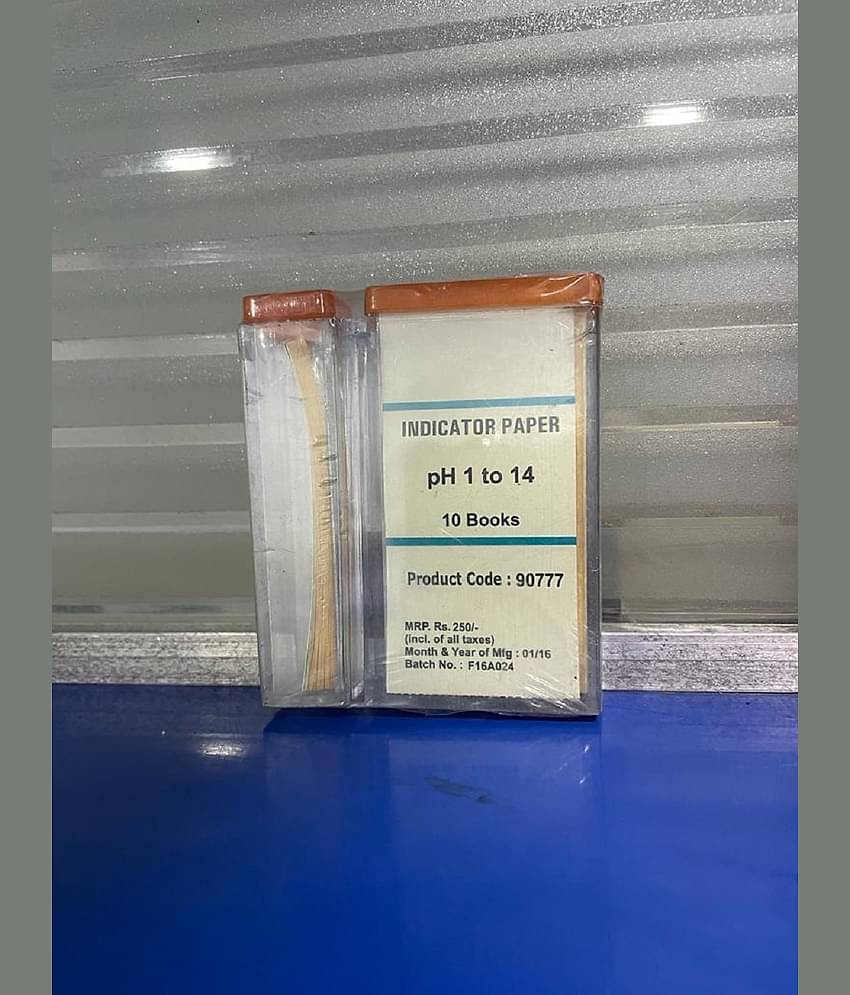 INDICATOR PAPER
pH 1 to 14
10 Books
Product Code : 90777
MRP. Rs. 250/-
(incl. of all taxes)
Month & Year of Mfg : 01/16
Batch No. : F16A024